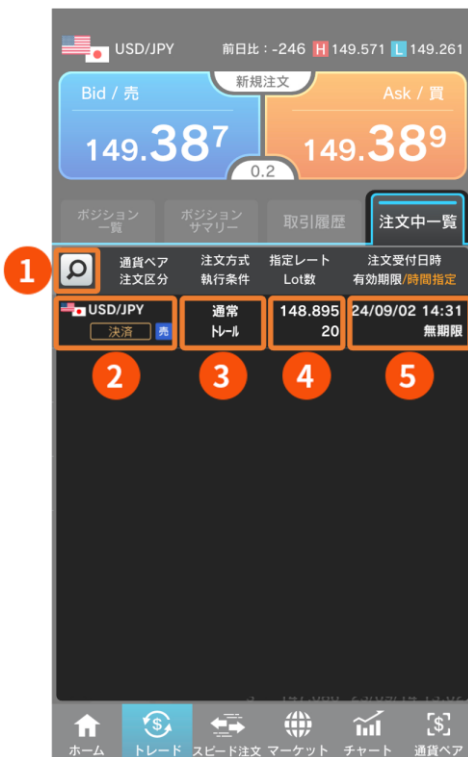 USD/JPY 前日比：-246 H 149.571 L 149.261
新規注文
Bid / 売 Ask / 買
149.387 149.389
0.2
ポジション一覧 ポジションサマリー 取引履歴 注文中一覧
1
通貨ペア 注文方式 指定レート 注文受付日時
注文区分 執行条件 Lot数 有効期限/時間指定
USD/JPY 通常 148.895 24/09/02 14:31
決済 売 トレール 20 無期限
2 3 4 5
ホーム トレード スピード注文 マーケット チャート 通貨ペア